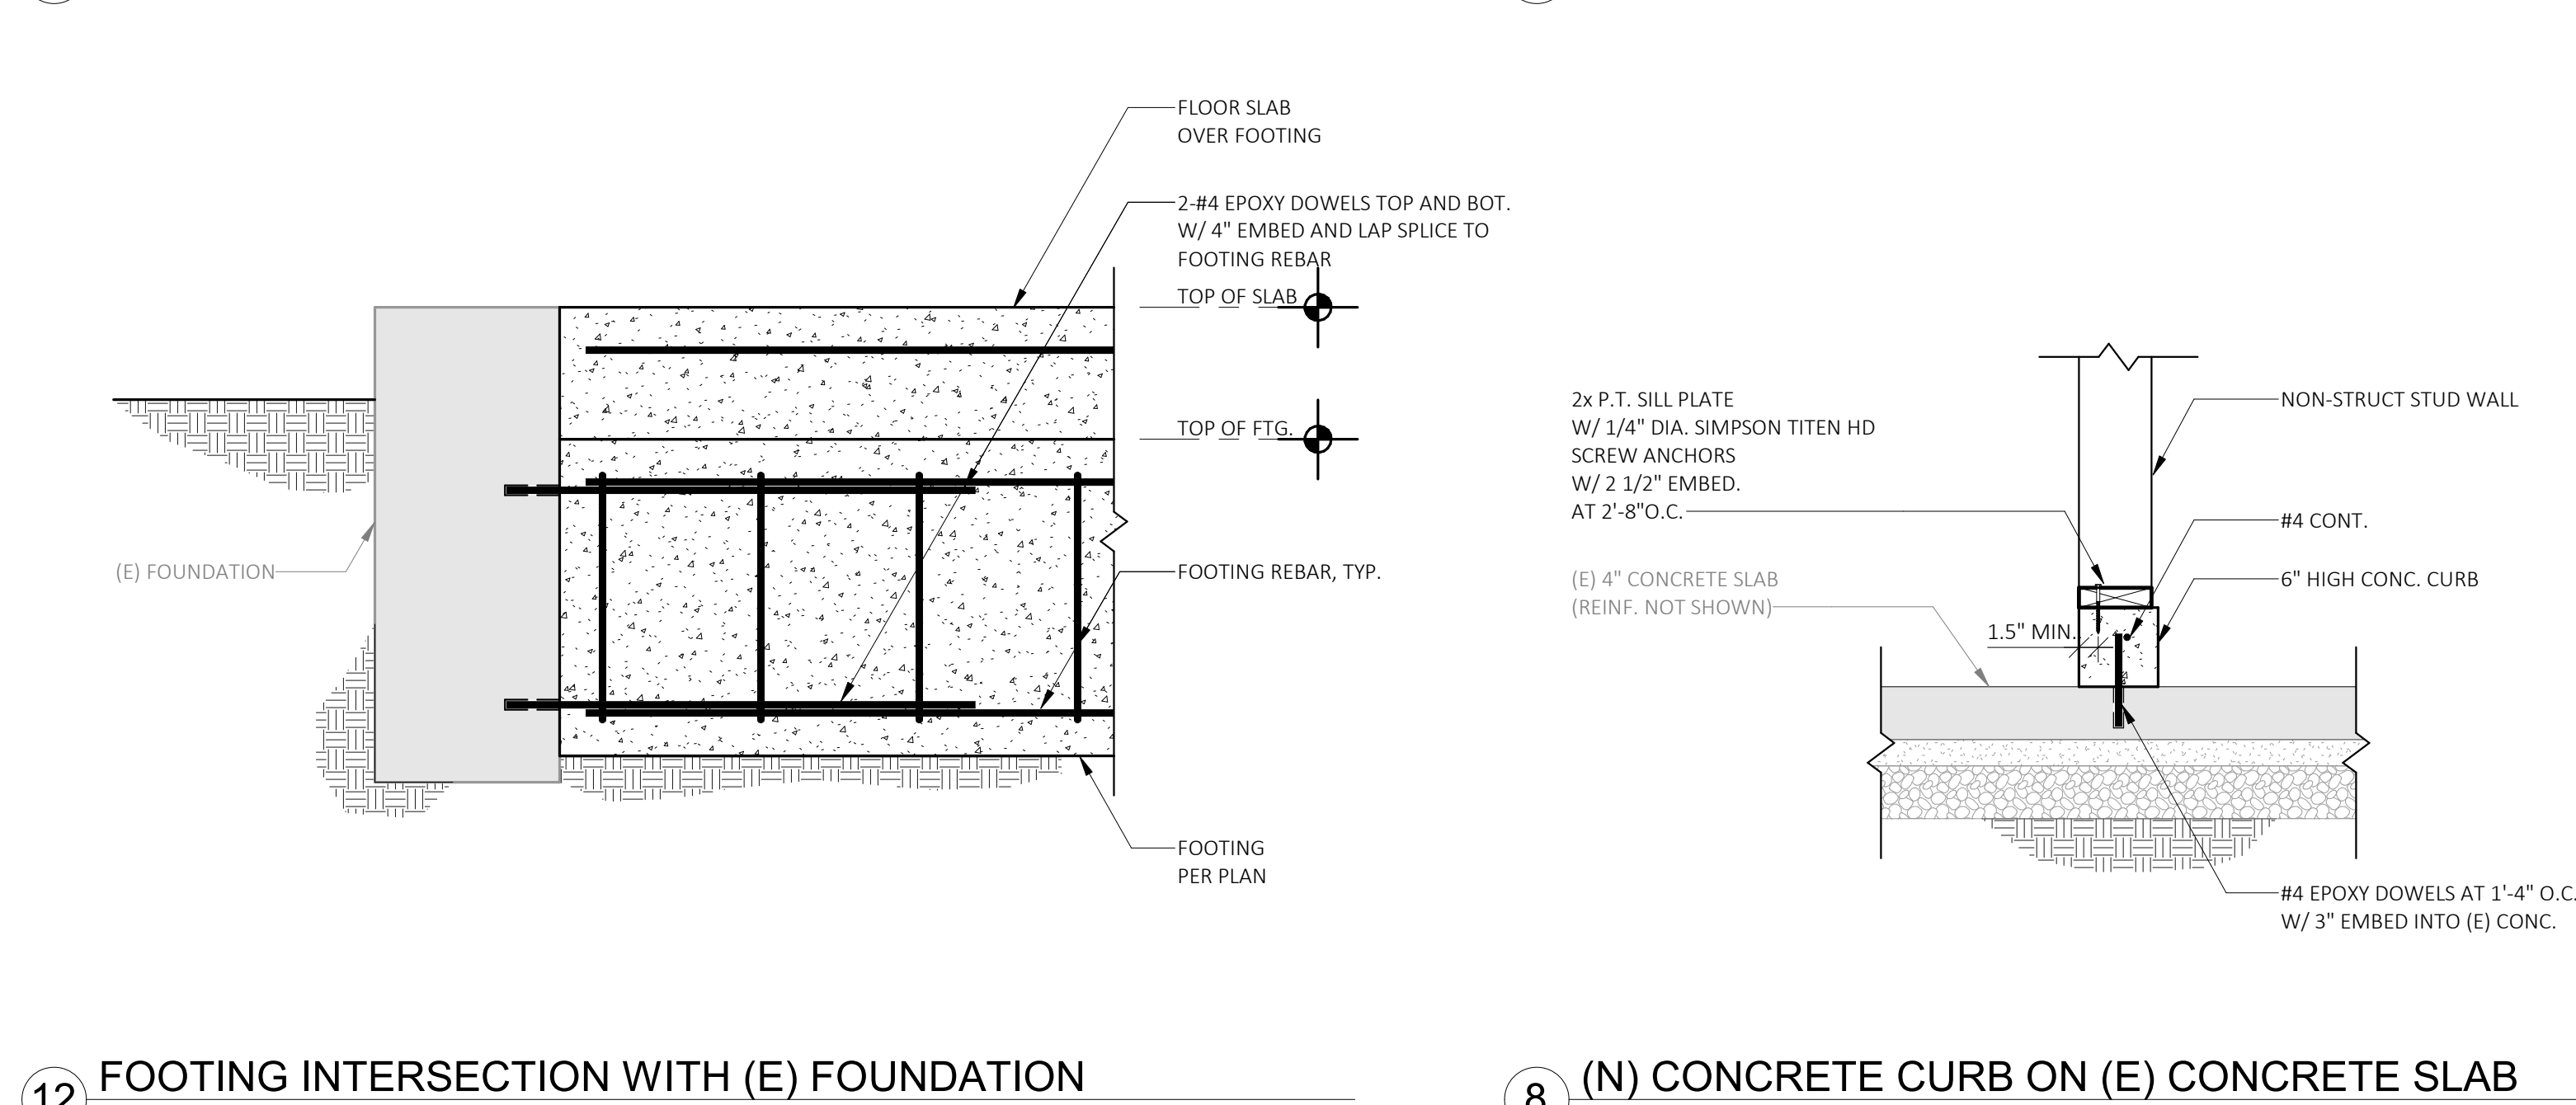 FLOOR SLAB
OVER FOOTING
2-#4 EPOXY DOWELS TOP AND BOT.
W/ 4" EMBED AND LAP SPLICE TO
FOOTING REBAR
TOP OF SLAB
TOP OF FTG.
(E) FOUNDATION
FOOTING REBAR, TYP.
FOOTING
PER PLAN
12
FOOTING INTERSECTION WITH (E) FOUNDATION
2x P.T. SILL PLATE
W/ 1/4" DIA. SIMPSON TITEN HD
SCREW ANCHORS
W/ 2 1/2" EMBED.
AT 2'-8"O.C.
(E) 4" CONCRETE SLAB
(REINF. NOT SHOWN)
1.5" MIN.
NON-STRUCT STUD WALL
#4 CONT.
6" HIGH CONC. CURB
#4 EPOXY DOWELS AT 1'-4" O.C.
W/ 3" EMBED INTO (E) CONC.
8
(N) CONCRETE CURB ON (E) CONCRETE SLAB